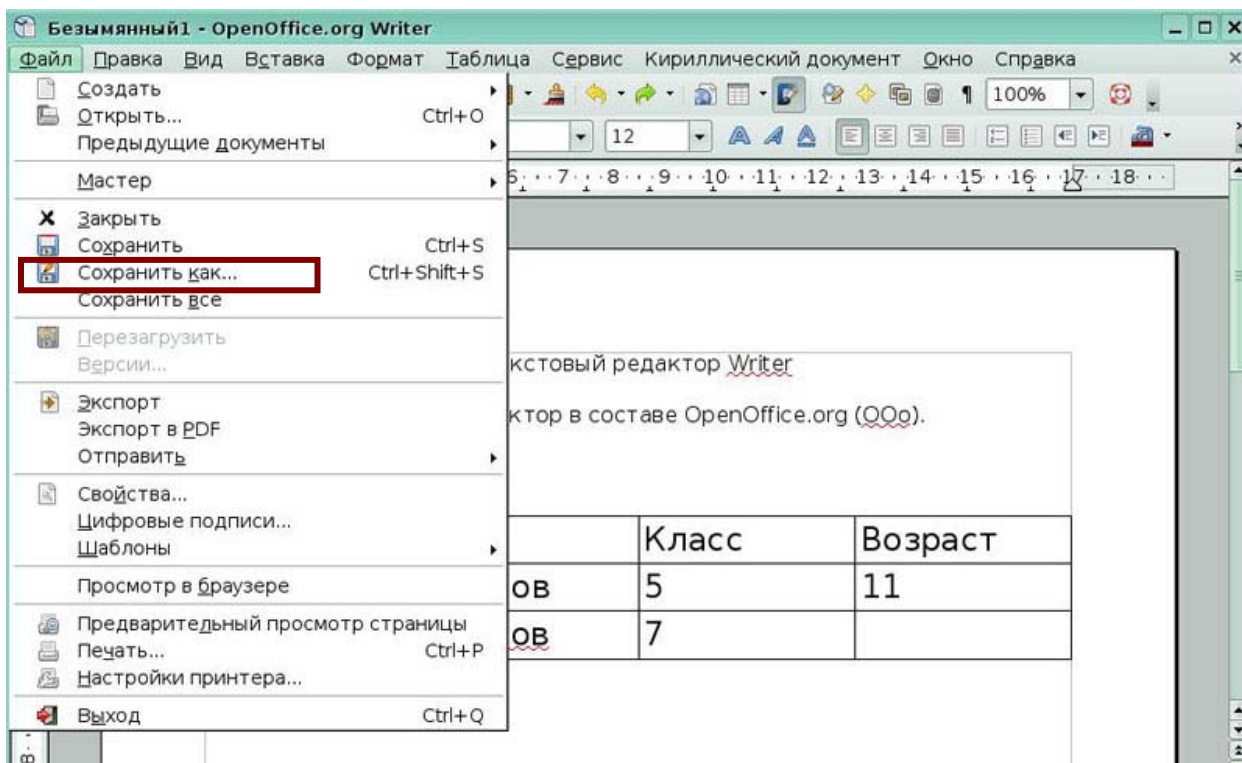 Безымянный1 - OpenOffice.org Writer
Файл Правка Вид Вставка Формат Таблица Сервис Кириллический документ Окно Справка
100%
12
6 7 8 9 10 11 12 13 14 15 16 17 18
Создать
Открыть... Ctrl+O
Предыдущие документы
Мастер
Закрыть
Сохранить Ctrl+S
Сохранить как... Ctrl+Shift+S
Сохранить все
Перезагрузить
Версии...
Экспорт
Экспорт в PDF
Отправить
Свойства...
Цифровые подписи...
Шаблоны
Просмотр в браузере
Предварительный просмотр страницы
Печать... Ctrl+P
Настройки принтера...
Выход Ctrl+Q
кстовый редактор Writer
ктор в составе OpenOffice.org (OOo).
Класс Возраст
ов 5 11
ов 7
8